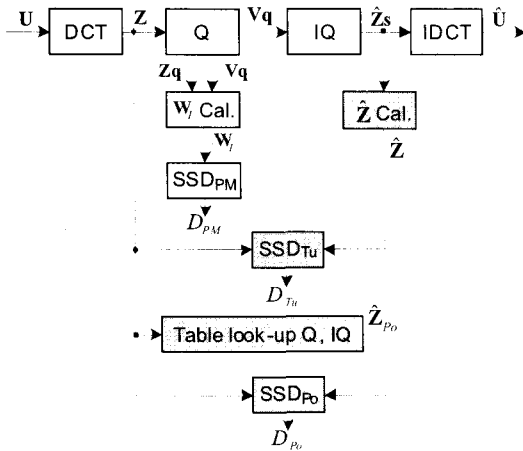 U DCT Z Q Vq IQ Ẑs IDCT Û
Zq Vq
W_l Cal. Ẑ Cal.
W_l Ẑ
SSD_PM
D_PM
SSD_Tu
D_Tu
Table look-up Q, IQ Ẑ_Po
SSD_Po
D_Po